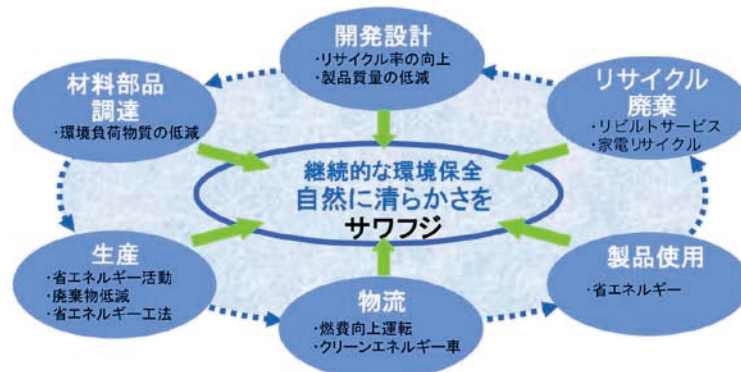 開発設計
・リサイクル率の向上
・製品質量の低減
材料部品
調達
・環境負荷物質の低減
リサイクル
廃棄
・リビルトサービス
・家電リサイクル
継続的な環境保全
自然に清らかさを
サワフジ
生産
・省エネルギー活動
・廃棄物低減
・省エネルギー工法
物流
・燃費向上運転
・クリーンエネルギー車
製品使用
・省エネルギー